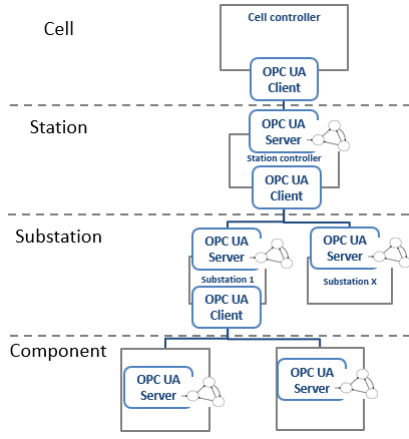 Cell
Cell controller
OPC UA
Client
Station
OPC UA
Server
Station controller
OPC UA
Client
Substation
OPC UA
Server
OPC UA
Server
Substation 1
Substation X
OPC UA
Client
Component
OPC UA
Server
OPC UA
Server